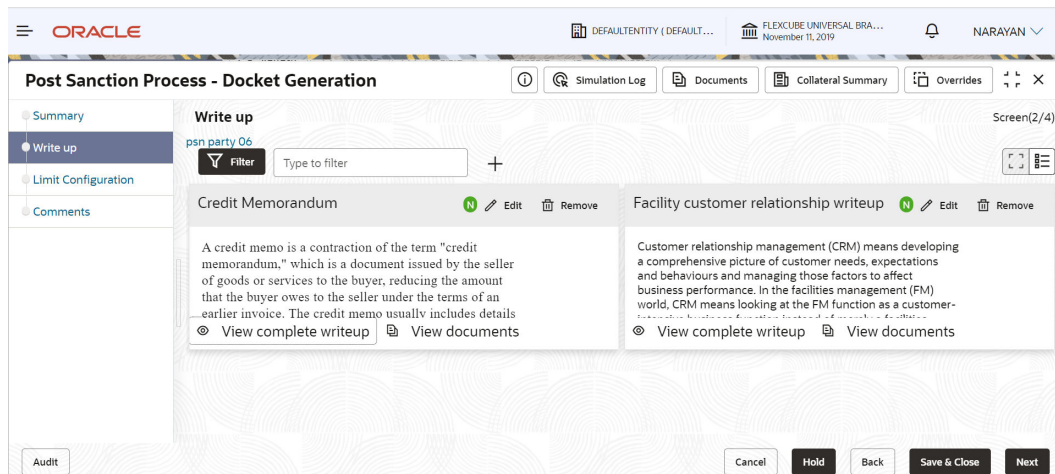 ORACLE
DEFAULTENTITY ( DEFAULT...
FLEXCUBE UNIVERSAL BRA...
November 11, 2019
NARAYAN
Post Sanction Process - Docket Generation
Simulation Log
Documents
Collateral Summary
Overrides
Summary
Write up
Limit Configuration
Comments
Write up
Screen(2/4)
psn party 06
Filter
Type to filter
Credit Memorandum
N
Edit
Remove
A credit memo is a contraction of the term "credit
memorandum," which is a document issued by the seller
of goods or services to the buyer, reducing the amount
that the buyer owes to the seller under the terms of an
earlier invoice. The credit memo usually includes details
View complete writeup
View documents
Facility customer relationship writeup
N
Edit
Remove
Customer relationship management (CRM) means developing
a comprehensive picture of customer needs, expectations
and behaviours and managing those factors to affect
business performance. In the facilities management (FM)
world, CRM means looking at the FM function as a customer-
intensive business function instead of merely a facilities
View complete writeup
View documents
Audit
Cancel
Hold
Back
Save & Close
Next